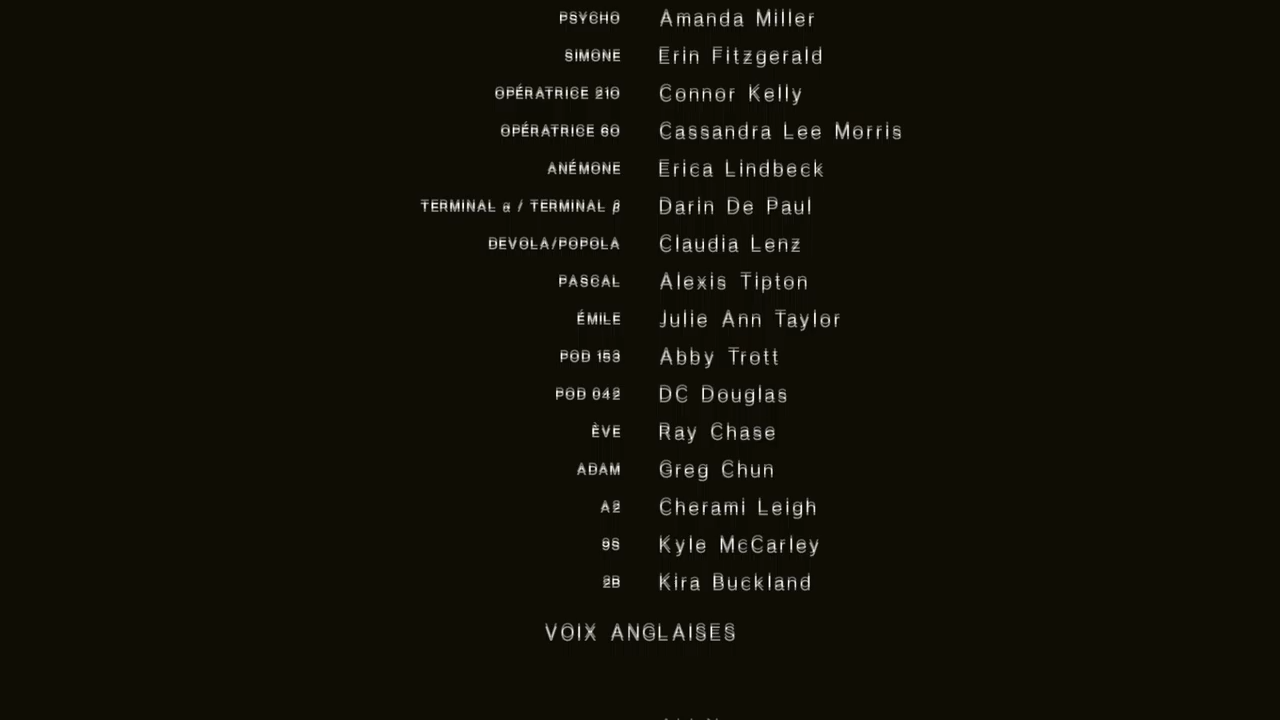 PSYCHO Amanda Miller
SIMONE Erin Fitzgerald
OPÉRATRICE 21O Connor Kelly
OPÉRATRICE 6O Cassandra Lee Morris
ANÉMONE Erica Lindbeck
TERMINAL α / TERMINAL β Darin De Paul
DEVOLA/POPOLA Claudia Lenz
PASCAL Alexis Tipton
ÉMILE Julie Ann Taylor
POD 153 Abby Trott
POD 042 DC Douglas
ÈVE Ray Chase
ADAM Greg Chun
A2 Cherami Leigh
9S Kyle McCarley
2B Kira Buckland
VOIX ANGLAISES